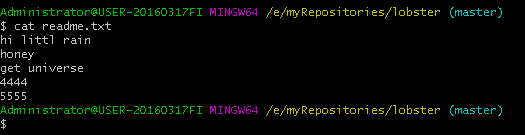 Administrator@USER-20160317FI MINGW64 /e/myRepositories/lobster (master)
$ cat readme.txt
hi littl rain
honey
get universe
4444
5555
Administrator@USER-20160317FI MINGW64 /e/myRepositories/lobster (master)
$